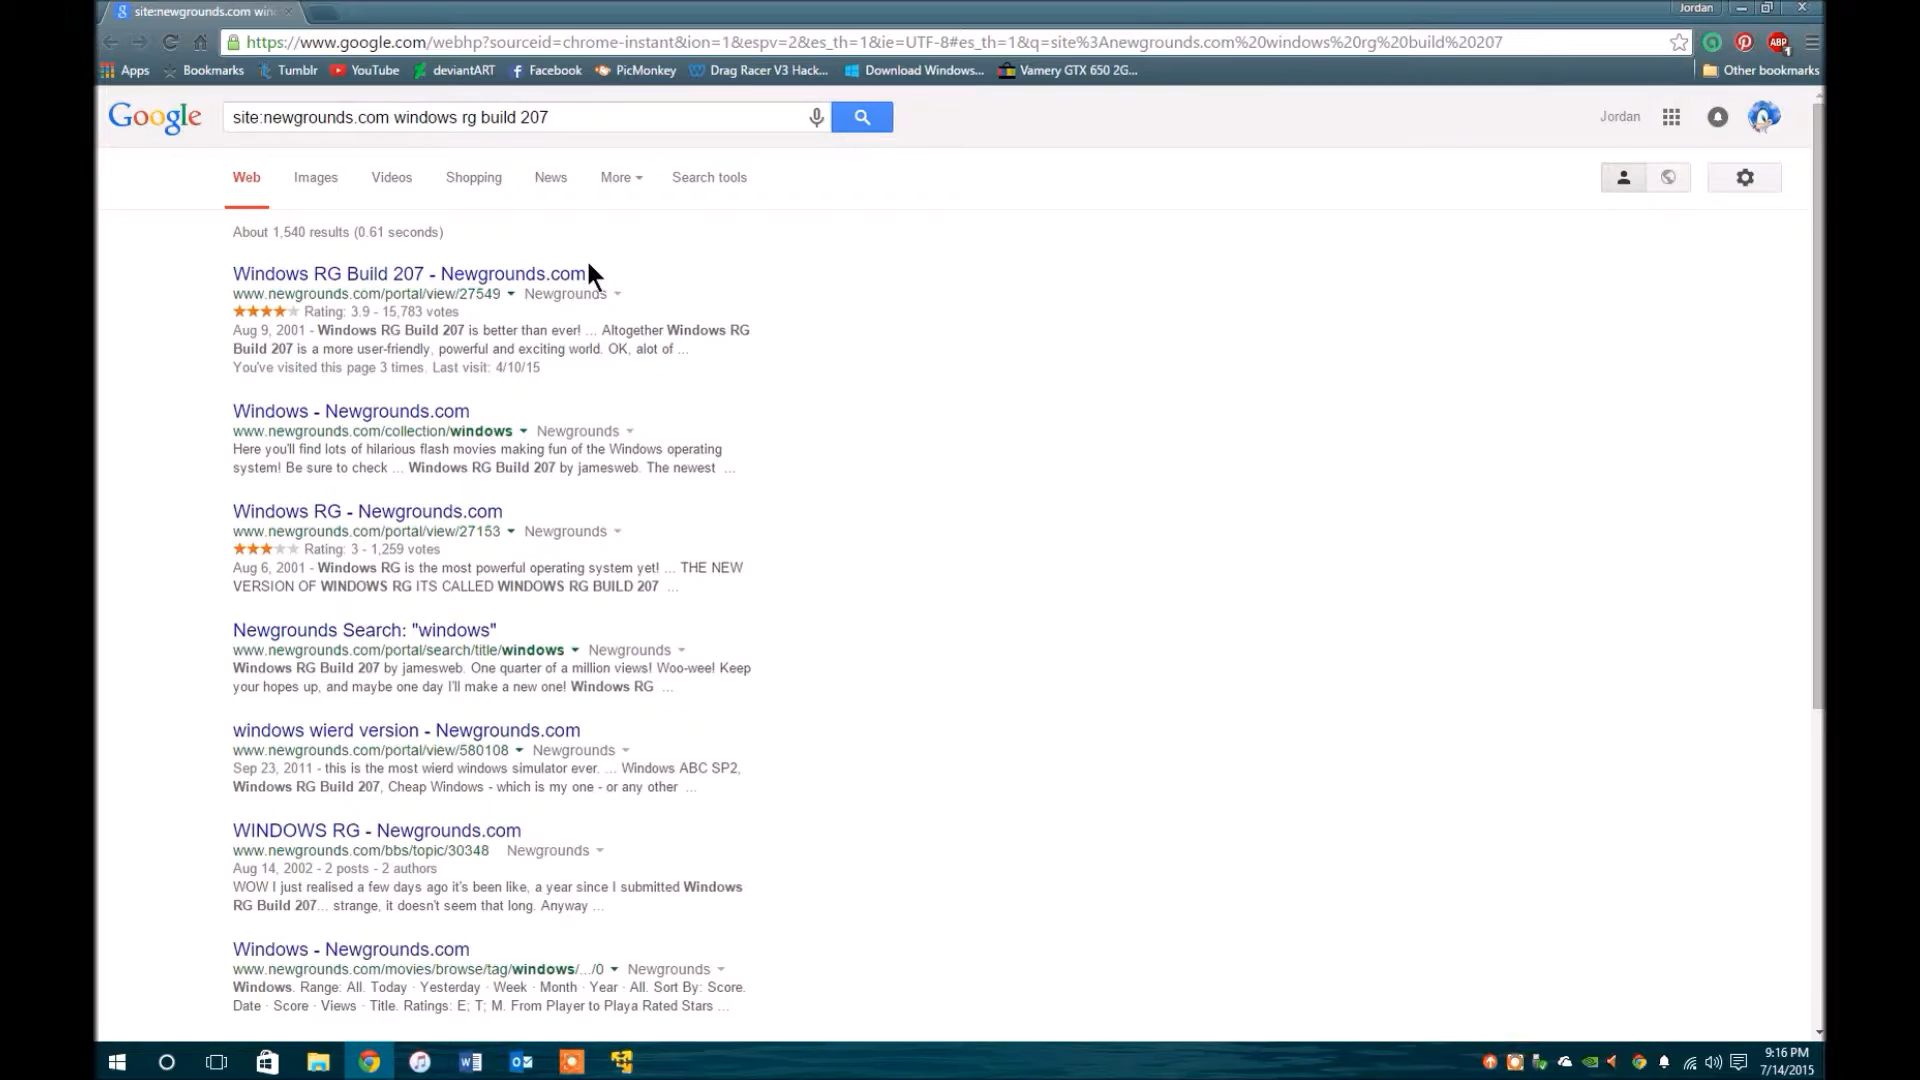 site:newgrounds.com win
Jordan
https://www.google.com/webhp?sourceid=chrome-instant&ion=1&espv=2&es_th=1&ie=UTF-8#es_th=1&q=site%3Anewgrounds.com%20windows%20rg%20build%20207
Apps Bookmarks Tumblr YouTube deviantART Facebook PicMonkey Drag Racer V3 Hack... Download Windows... Vamery GTX 650 2G... Other bookmarks
Google site:newgrounds.com windows rg build 207 Jordan
Web Images Videos Shopping News More Search tools
About 1,540 results (0.61 seconds)
Windows RG Build 207 - Newgrounds.com
www.newgrounds.com/portal/view/27549 Newgrounds
Rating: 3.9 - 15,783 votes
Aug 9, 2001 - Windows RG Build 207 is better than ever! ... Altogether Windows RG
Build 207 is a more user-friendly, powerful and exciting world. OK, alot of ...
You've visited this page 3 times. Last visit: 4/10/15
Windows - Newgrounds.com
www.newgrounds.com/collection/windows Newgrounds
Here you'll find lots of hilarious flash movies making fun of the Windows operating
system! Be sure to check ... Windows RG Build 207 by jamesweb. The newest ...
Windows RG - Newgrounds.com
www.newgrounds.com/portal/view/27153 Newgrounds
Rating: 3 - 1,259 votes
Aug 6, 2001 - Windows RG is the most powerful operating system yet! ... THE NEW
VERSION OF WINDOWS RG ITS CALLED WINDOWS RG BUILD 207 ...
Newgrounds Search: "windows"
www.newgrounds.com/portal/search/title/windows Newgrounds
Windows RG Build 207 by jamesweb. One quarter of a million views! Woo-wee! Keep
your hopes up, and maybe one day I'll make a new one! Windows RG ...
windows wierd version - Newgrounds.com
www.newgrounds.com/portal/view/580108 Newgrounds
Sep 23, 2011 - this is the most wierd windows simulator ever. ... Windows ABC SP2,
Windows RG Build 207, Cheap Windows - which is my one - or any other ...
WINDOWS RG - Newgrounds.com
www.newgrounds.com/bbs/topic/30348 Newgrounds
Aug 14, 2002 - 2 posts - 2 authors
WOW I just realised a few days ago it's been like, a year since I submitted Windows
RG Build 207... strange, it doesn't seem that long. Anyway ...
Windows - Newgrounds.com
www.newgrounds.com/movies/browse/tag/windows/.../0 Newgrounds
Windows. Range: All. Today · Yesterday · Week · Month · Year · All. Sort By: Score.
Date · Score · Views · Title. Ratings: E; T; M. From Player to Playa Rated Stars ...
9:16 PM
7/14/2015